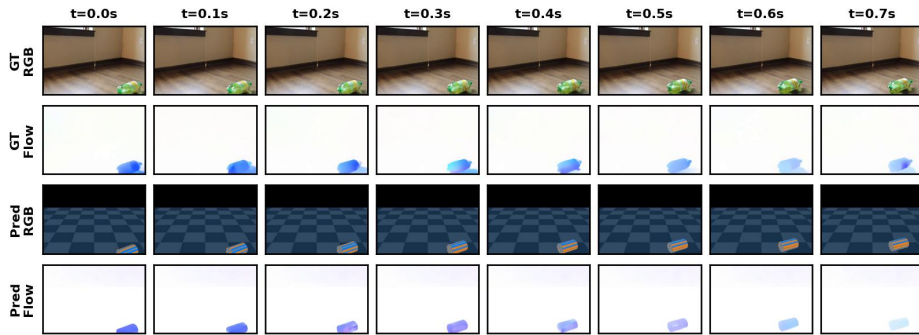 t=0.0s t=0.1s t=0.2s t=0.3s t=0.4s t=0.5s t=0.6s t=0.7s
GT
RGB
GT
Flow
Pred
RGB
Pred
Flow